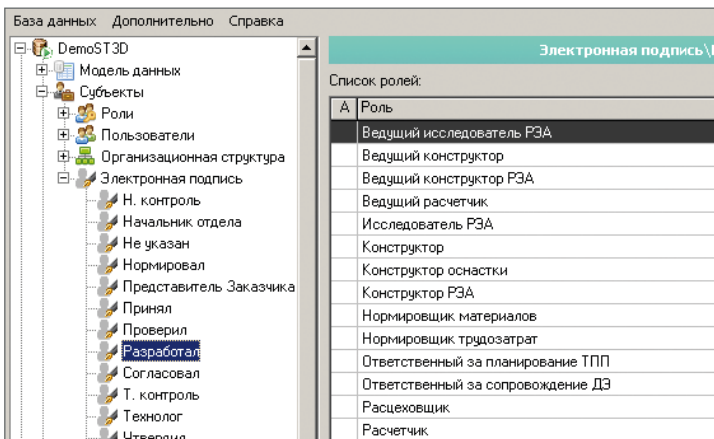 База данных Дополнительно Справка
DemoST3D
Модель данных
Субъекты
Роли
Пользователи
Организационная структура
Электронная подпись
Н. контроль
Начальник отдела
Не указан
Нормировал
Представитель Заказчика
Принял
Проверил
Разработал
Согласовал
Т. контроль
Технолог
Утвердил
Электронная подпись\
Список ролей:
А Роль
Ведущий исследователь РЭА
Ведущий конструктор
Ведущий конструктор РЭА
Ведущий расчетчик
Исследователь РЭА
Конструктор
Конструктор оснастки
Конструктор РЭА
Нормировщик материалов
Нормировщик трудозатрат
Ответственный за планирование ТПП
Ответственный за сопровождение ДЭ
Расцеховщик
Расчетчик